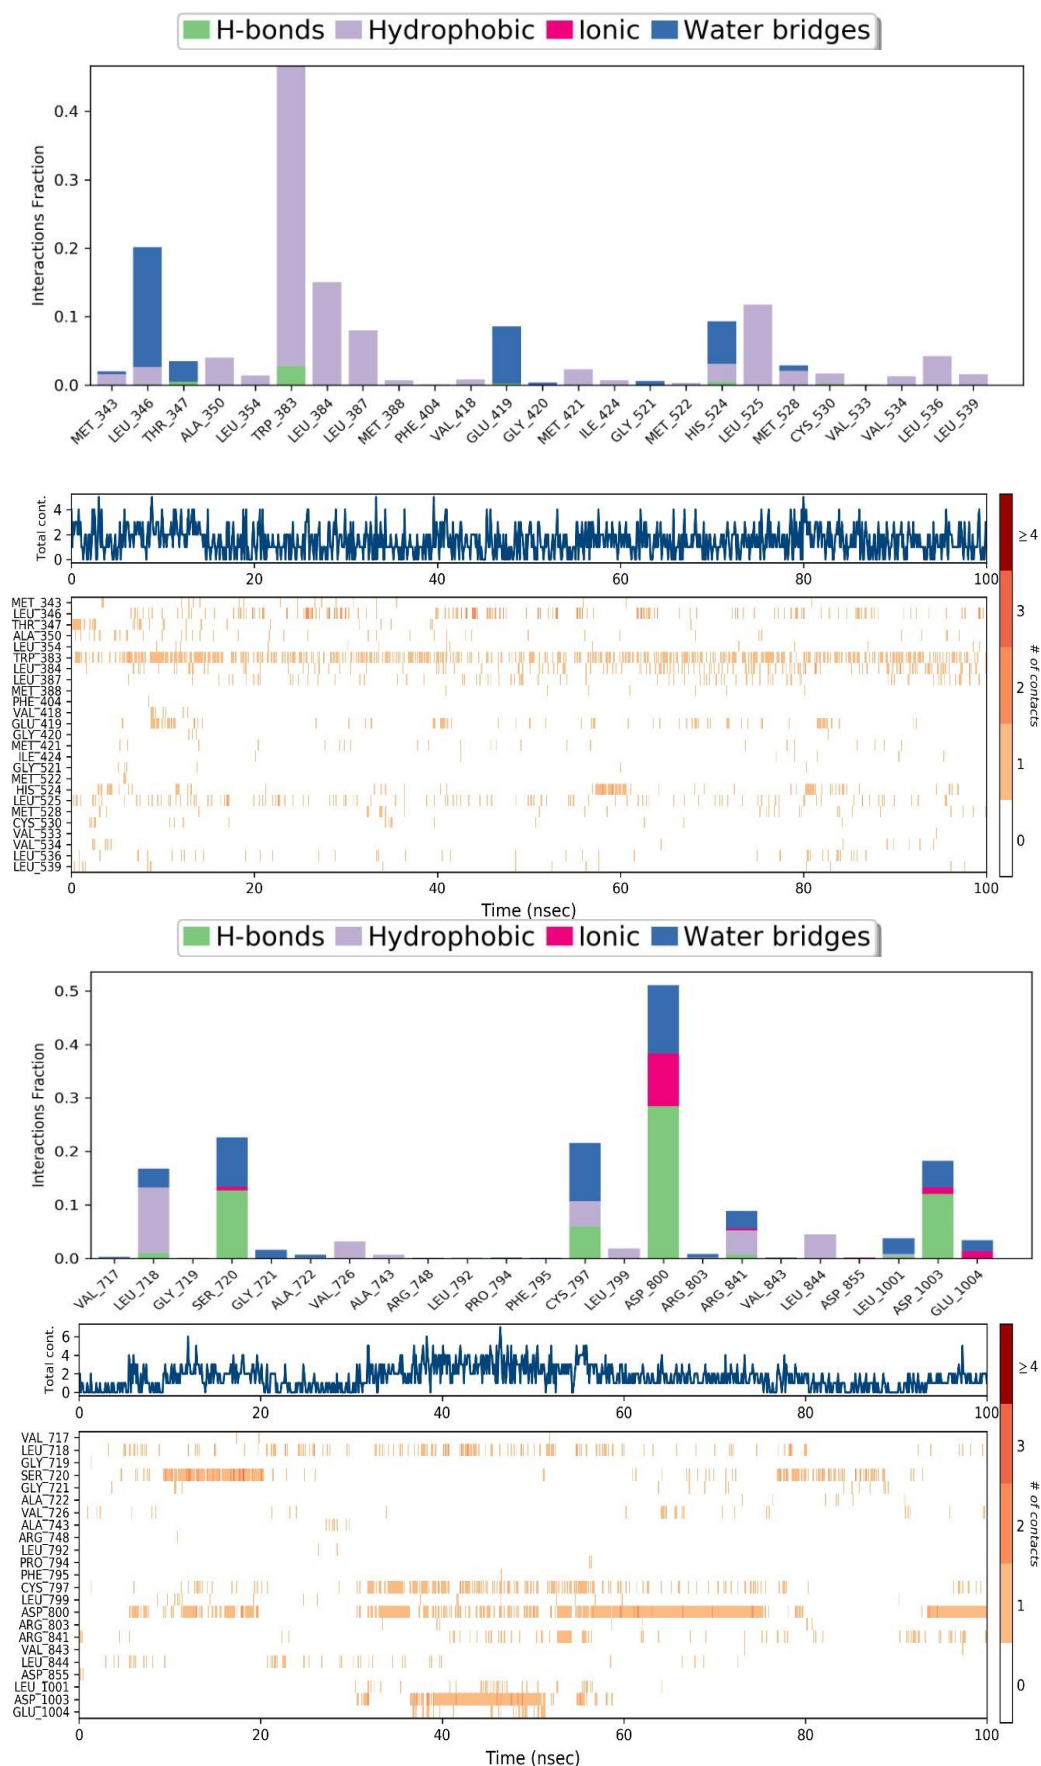 H-bonds Hydrophobic Ionic Water bridges
Interactions Fraction
0.4
0.3
0.2
0.1
0.0
MET_343 LEU_346 THR_347 ALA_350 LEU_354 TRP_383 LEU_384 LEU_387 MET_388 PHE_404 VAL_418 GLU_419 GLY_420 MET_421 ILE_424 GLY_521 MET_522 HIS_524 LEU_525 MET_528 CYS_530 VAL_533 VAL_534 LEU_536 LEU_539
Total cont.
4
2
0
0 20 40 60 80 100
MET_343
LEU_346
THR_347
ALA_350
LEU_354
TRP_383
LEU_384
LEU_387
MET_388
PHE_404
VAL_418
GLU_419
GLY_420
MET_421
ILE_424
GLY_521
MET_522
HIS_524
LEU_525
MET_528
CYS_530
VAL_533
VAL_534
LEU_536
LEU_539
0 20 40 60 80 100
Time (nsec)
≥4
3
2
1
0
# of contacts
H-bonds Hydrophobic Ionic Water bridges
Interactions Fraction
0.5
0.4
0.3
0.2
0.1
0.0
VAL_717 LEU_718 GLY_719 SER_720 GLY_721 ALA_722 VAL_726 ALA_743 ARG_748 LEU_792 PRO_794 PHE_795 CYS_797 LEU_799 ASP_800 ARG_803 ARG_841 VAL_843 LEU_844 ASP_855 LEU_1001 ASP_1003 GLU_1004
Total cont.
6
4
2
0
0 20 40 60 80 100
VAL_717
LEU_718
GLY_719
SER_720
GLY_721
ALA_722
VAL_726
ALA_743
ARG_748
LEU_792
PRO_794
PHE_795
CYS_797
LEU_799
ASP_800
ARG_803
ARG_841
VAL_843
LEU_844
ASP_855
LEU_1001
ASP_1003
GLU_1004
0 20 40 60 80 100
Time (nsec)
≥4
3
2
1
0
# of contacts